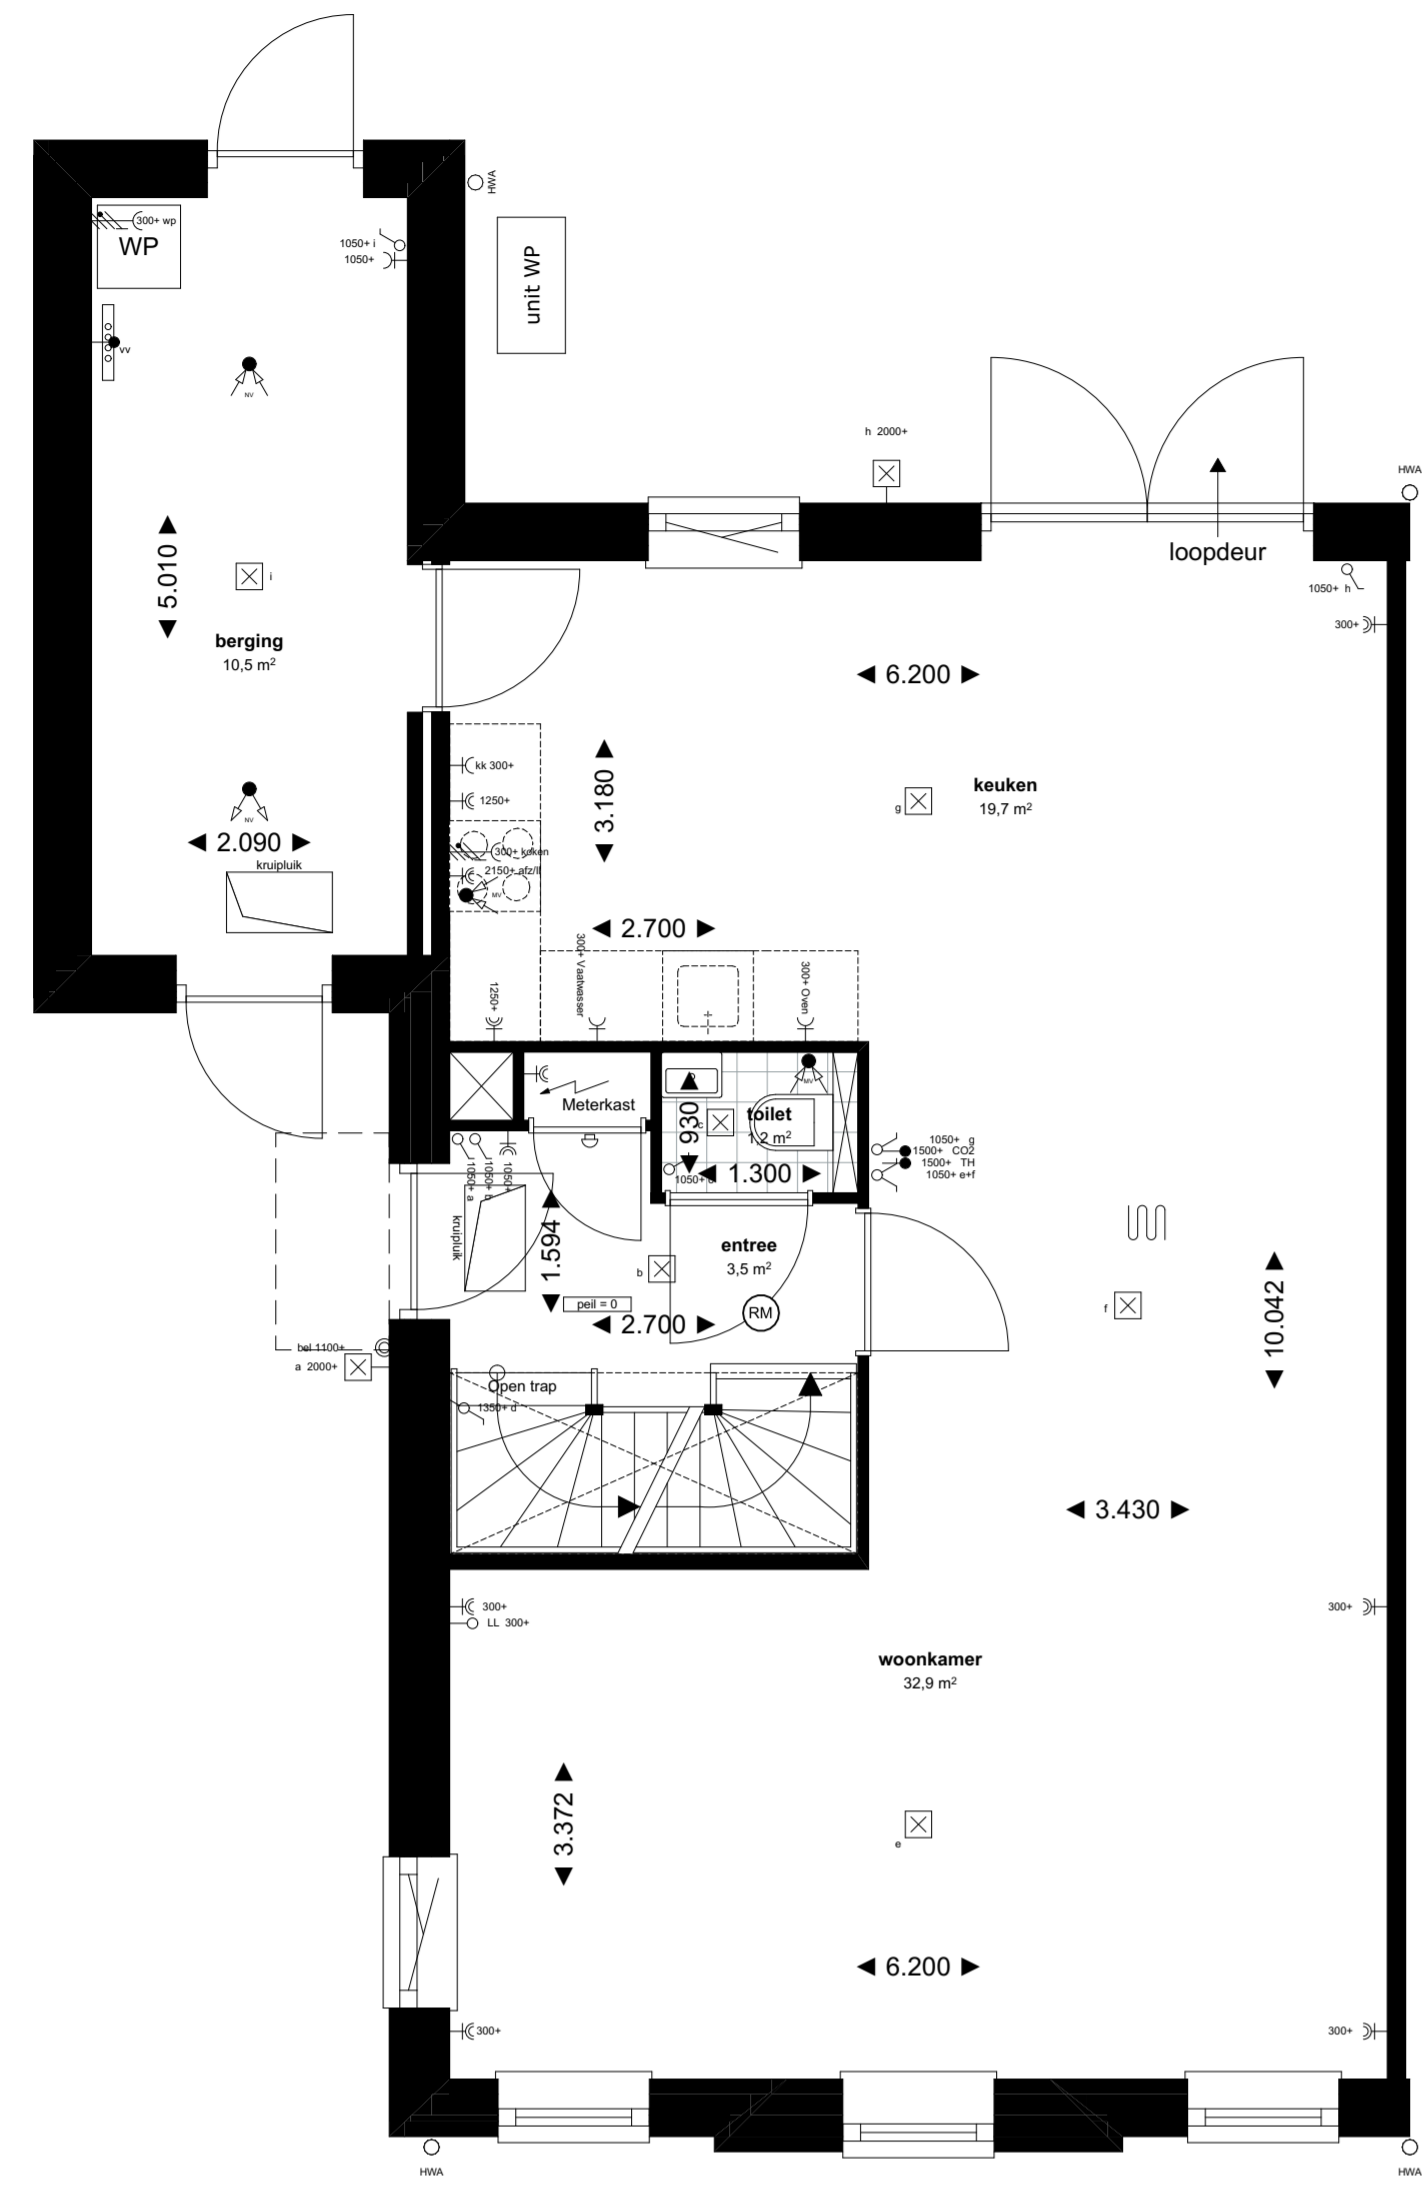 HWA
300+ wp
WP
1050+ i
1050+
unit WP
vv
NV
h 2000+
HWA
loopdeur
1050+ h
300+
5.010
i
berging
10,5 m²
6.200
kk 300+
1250+
3.180
keuken
19,7 m²
g
NV
2.090
kruipluik
300+ koken
2150+ afz/ll
MV
2.700
1250+
300+ Vaatwasser
300+ Oven
Meterkast
930
c
toilet
1,2 m²
MV
1.300
1050+ a
1050+ b
1050+
1050+ g
1500+ CO2
1500+ TH
1050+ e+f
kruipluik
1.594
entree
3,5 m²
b
peil = 0
RM
2.700
f
10.042
bel 1100+
a 2000+
Open trap
1350+ d
3.430
300+
LL 300+
300+
woonkamer
32,9 m²
3.372
e
6.200
300+
300+
HWA
HWA